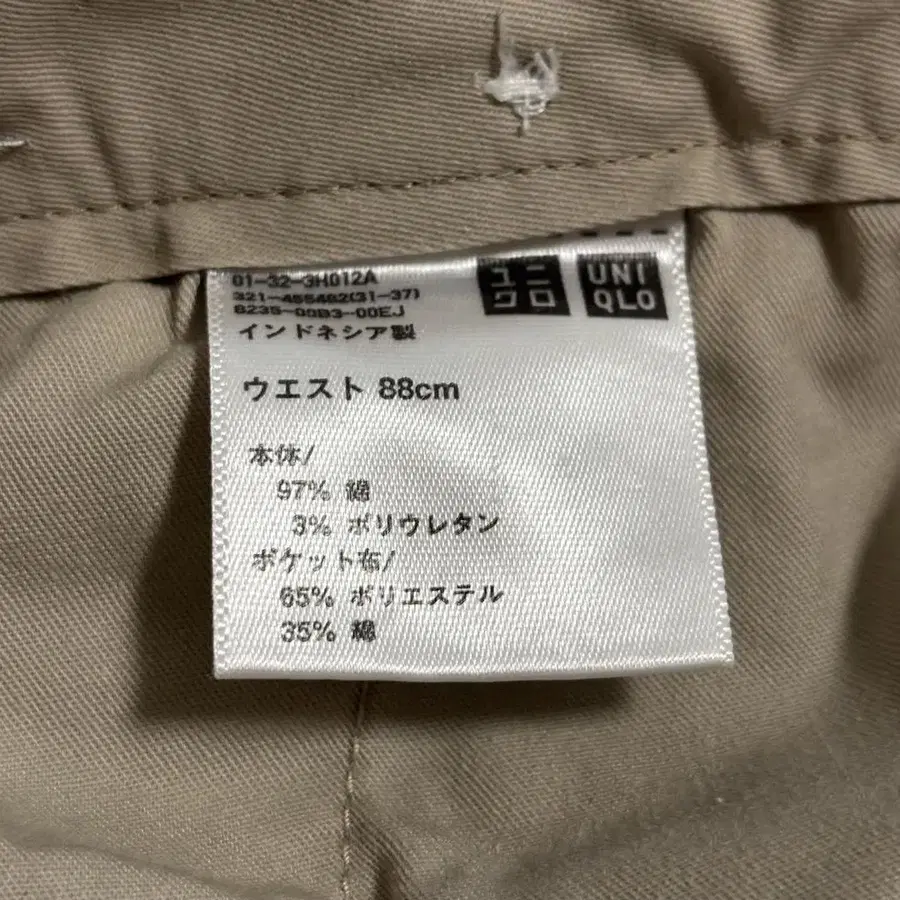 01-32-3H012A
321-455462(31-37)
8235-00B3-00EJ
インドネシア製
ユニ
クロ
UNI
QLO
ウエスト 88cm
本体/
97% 綿
3% ポリウレタン
ポケット布/
65% ポリエステル
35% 綿